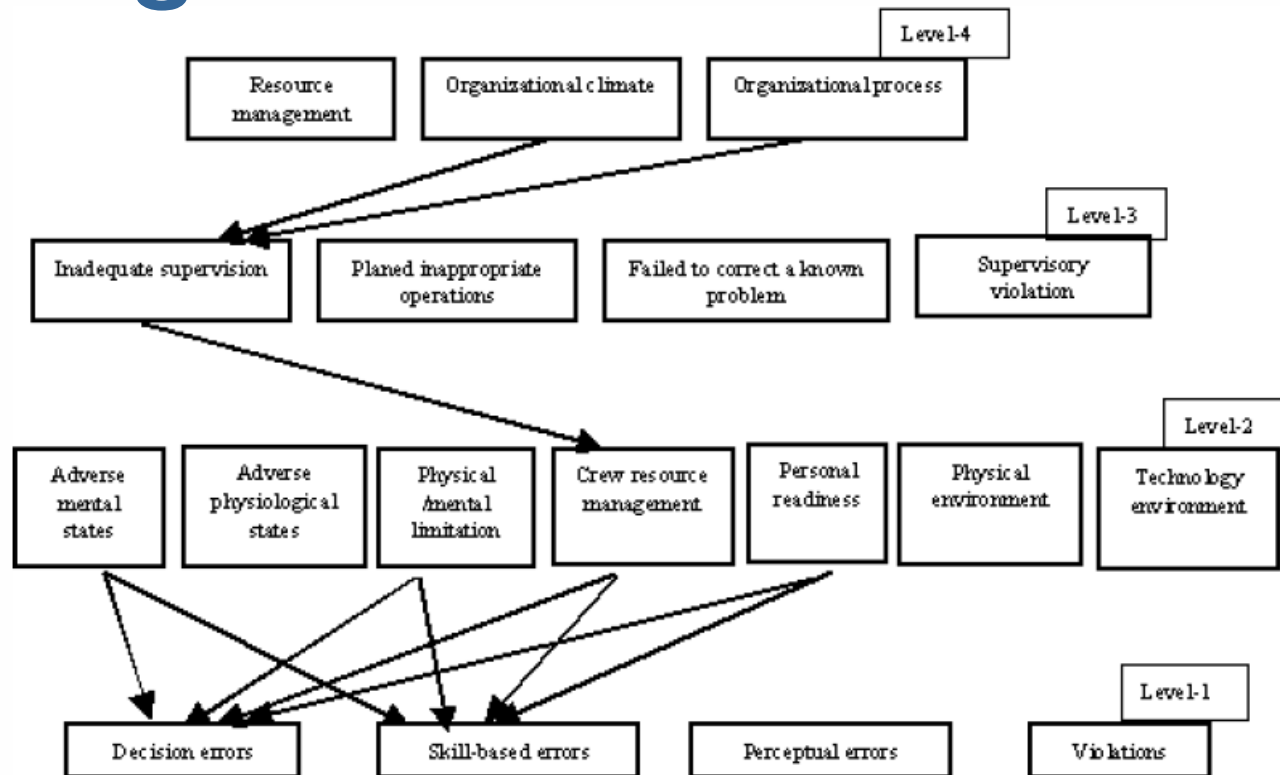 g
Level-4
Resource
management
Organizational climate
Organizational process
Level-3
Inadequate supervision
Planed inappropriate
operations
Failed to correct a known
problem
Supervisory
violation
Level-2
Adverse
mental
states
Adverse
physiological
states
Physical
/mental
limitation
Crew resource
management
Personal
readiness
Physical
environment
Technology
environment
Level-1
Decision errors
Skill-based errors
Perceptual errors
Violations